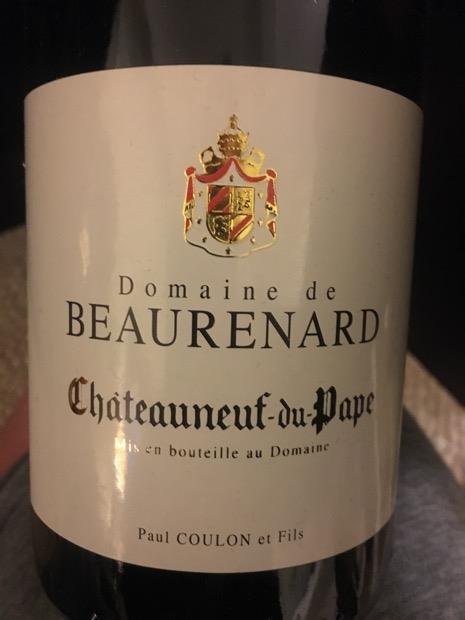 Domaine de
BEAURENARD
Châteauneuf-du-Pape
Mis en bouteille au Domaine
Paul COULON et Fils